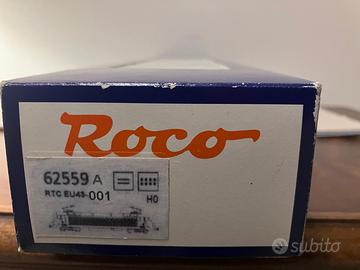 Roco
62559 A
RTC EU43-001
H0
subito